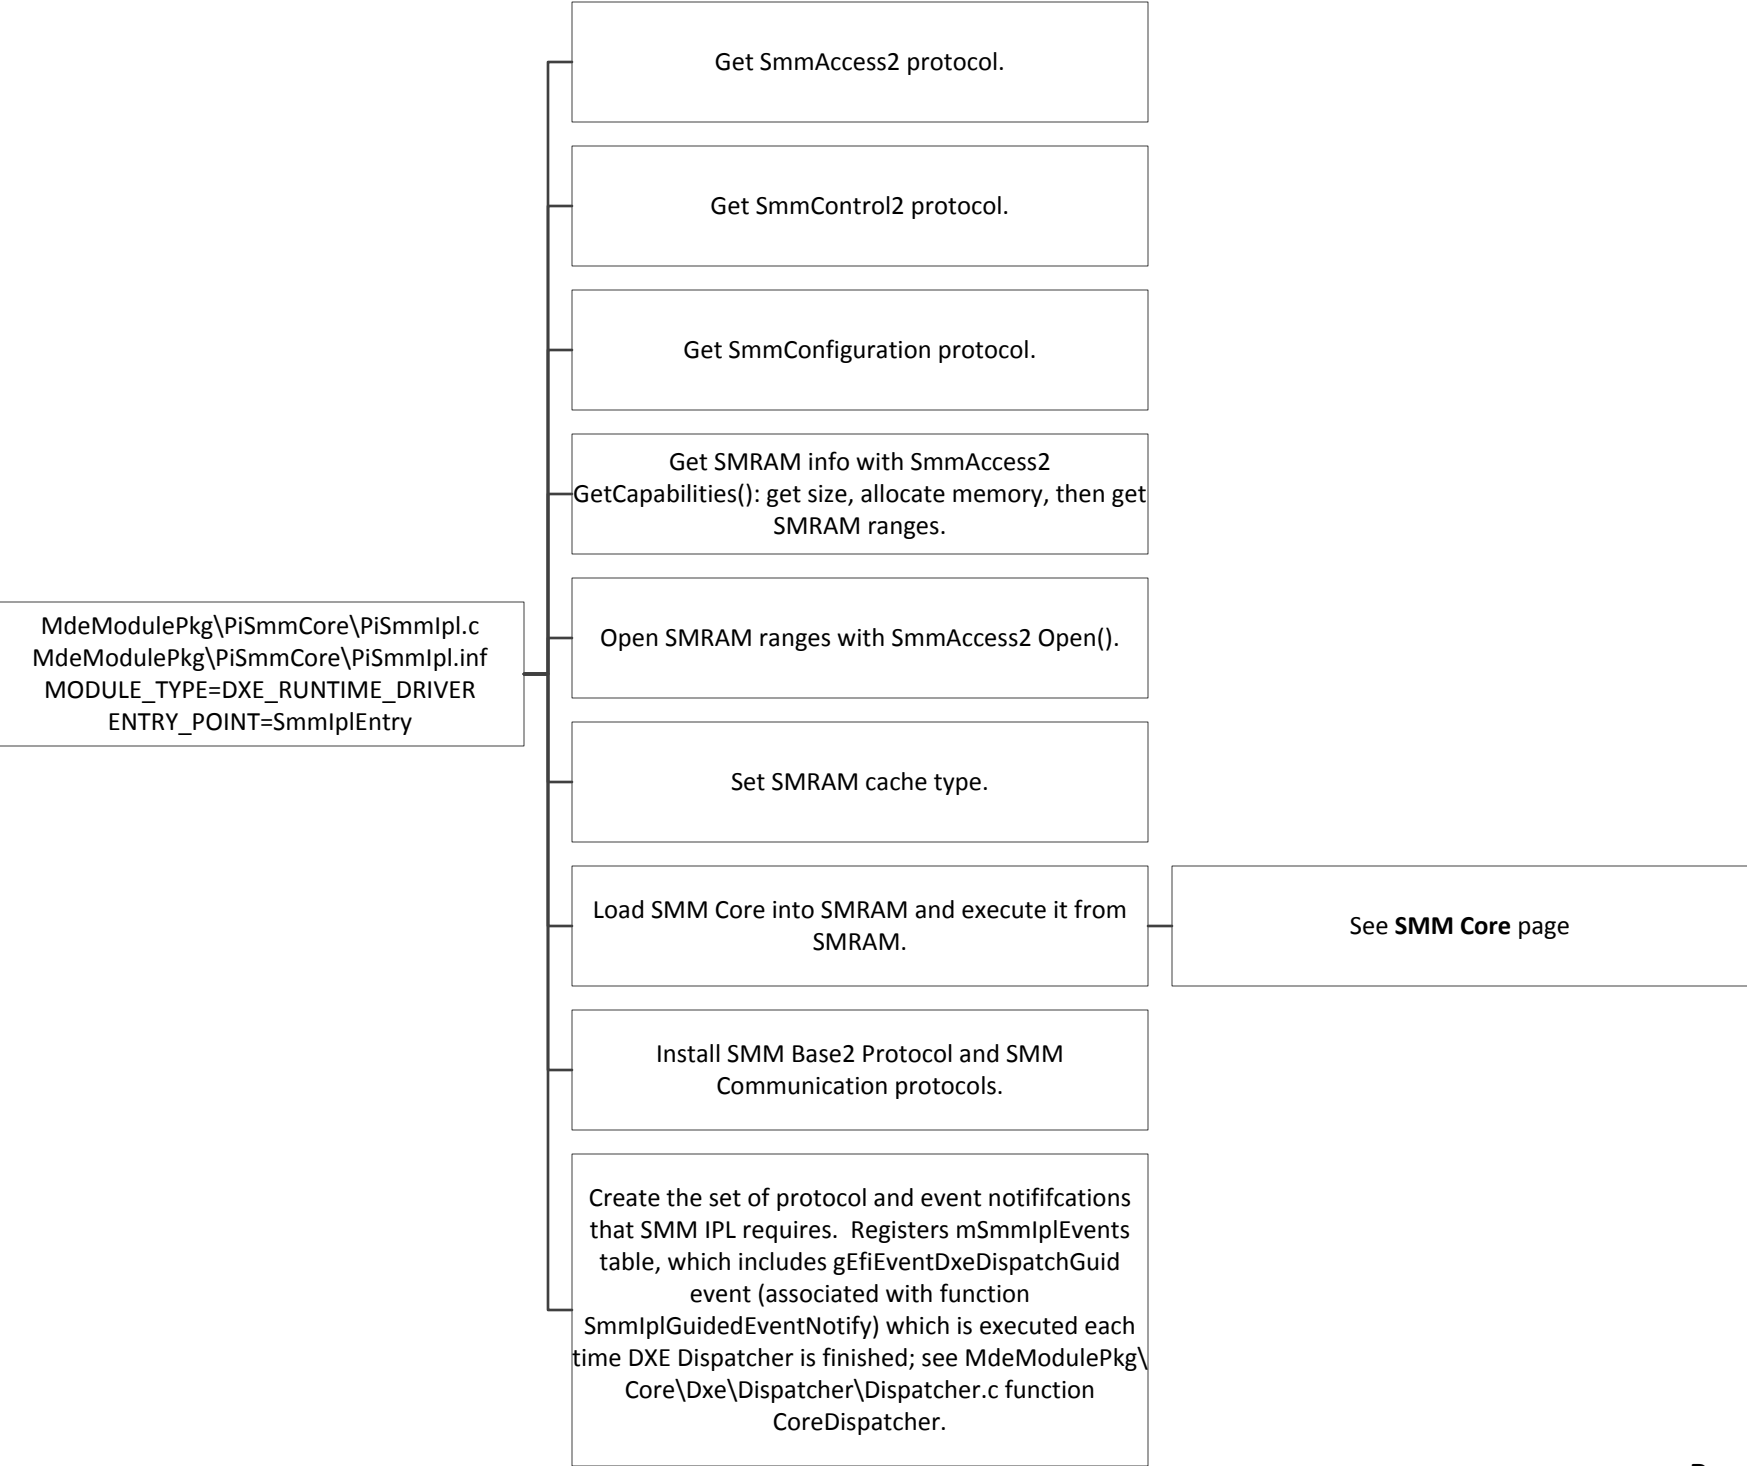 Get SmmAccess2 protocol.
Get SmmControl2 protocol.
Get SmmConfiguration protocol.
Get SMRAM info with SmmAccess2
GetCapabilities(): get size, allocate memory, then get
SMRAM ranges.
MdeModulePkg\PiSmmCore\PiSmmIpl.c
MdeModulePkg\PiSmmCore\PiSmmIpl.inf
MODULE_TYPE=DXE_RUNTIME_DRIVER
ENTRY_POINT=SmmIplEntry
Open SMRAM ranges with SmmAccess2 Open().
Set SMRAM cache type.
Load SMM Core into SMRAM and execute it from
SMRAM.
See SMM Core page
Install SMM Base2 Protocol and SMM
Communication protocols.
Create the set of protocol and event notififcations
that SMM IPL requires.  Registers mSmmIplEvents
table, which includes gEfiEventDxeDispatchGuid
event (associated with function
SmmIplGuidedEventNotify) which is executed each
time DXE Dispatcher is finished; see MdeModulePkg\
Core\Dxe\Dispatcher\Dispatcher.c function
CoreDispatcher.